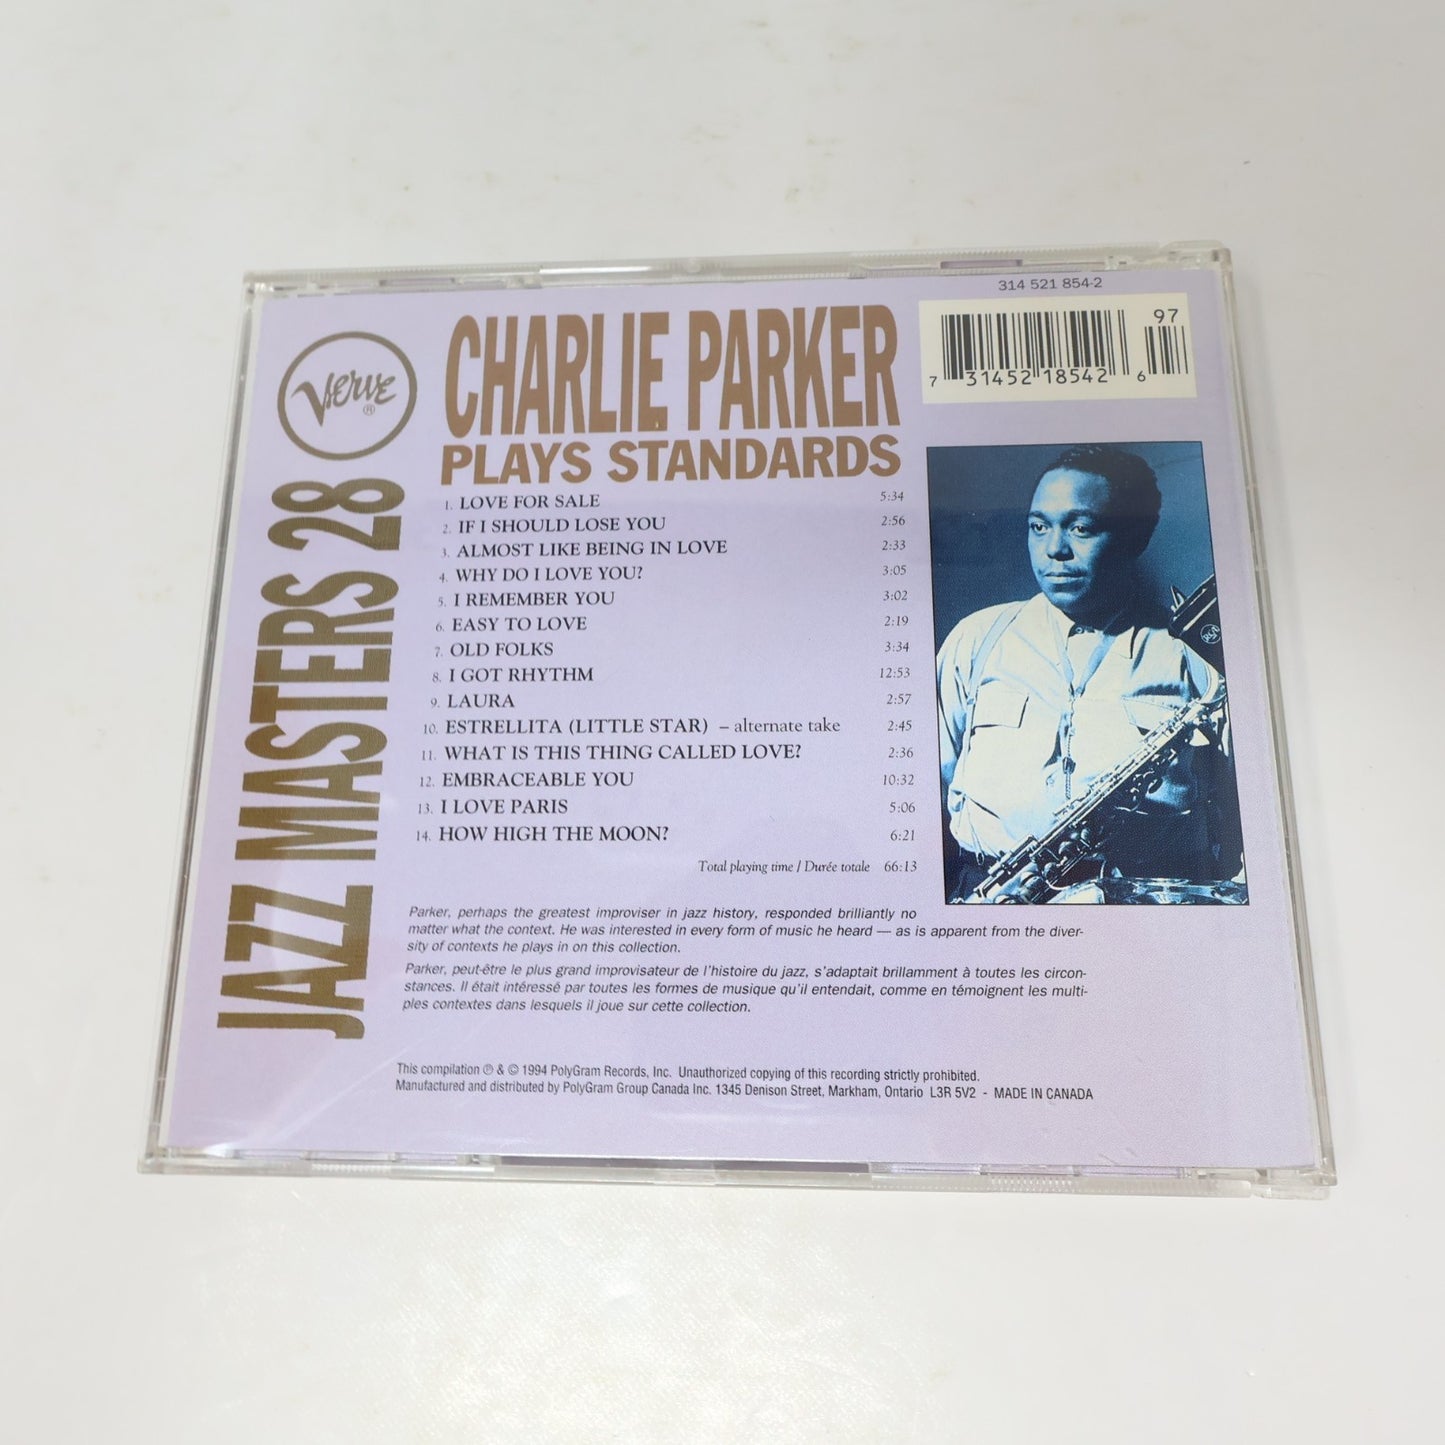 314 521 854-2
97
7 31452 18542 6
Verve ®
JAZZ MASTERS 28
CHARLIE PARKER
PLAYS STANDARDS
1. LOVE FOR SALE 5:34
2. IF I SHOULD LOSE YOU 2:56
3. ALMOST LIKE BEING IN LOVE 2:33
4. WHY DO I LOVE YOU? 3:05
5. I REMEMBER YOU 3:02
6. EASY TO LOVE 2:19
7. OLD FOLKS 3:34
8. I GOT RHYTHM 12:53
9. LAURA 2:57
10. ESTRELLITA (LITTLE STAR) – alternate take 2:45
11. WHAT IS THIS THING CALLED LOVE? 2:36
12. EMBRACEABLE YOU 10:32
13. I LOVE PARIS 5:06
14. HOW HIGH THE MOON? 6:21
Total playing time / Durée totale 66:13
Parker, perhaps the greatest improviser in jazz history, responded brilliantly no
matter what the context. He was interested in every form of music he heard — as is apparent from the diver-
sity of contexts he plays in on this collection.
Parker, peut-être le plus grand improvisateur de l'histoire du jazz, s'adaptait brillamment à toutes les circon-
stances. Il était intéressé par toutes les formes de musique qu'il entendait, comme en témoignent les multi-
ples contextes dans lesquels il joue sur cette collection.
This compilation ℗ & © 1994 PolyGram Records, Inc. Unauthorized copying of this recording strictly prohibited.
Manufactured and distributed by PolyGram Group Canada Inc. 1345 Denison Street, Markham, Ontario L3R 5V2 - MADE IN CANADA